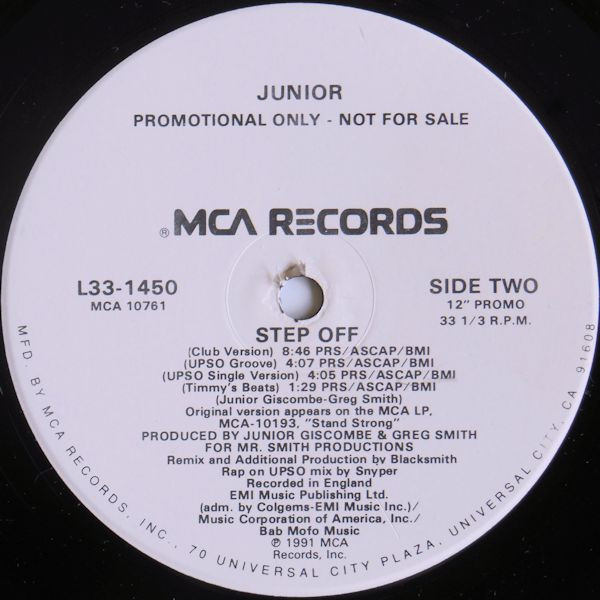 JUNIOR
PROMOTIONAL ONLY - NOT FOR SALE
® MCA RECORDS
L33-1450
MCA 10761
SIDE TWO
12" PROMO
33 1/3 R.P.M.
STEP OFF
(Club Version) 8:46 PRS/ASCAP/BMI
(UPSO Groove) 4:07 PRS/ASCAP/BMI
(UPSO Single Version) 4:05 PRS/ASCAP/BMI
(Timmy's Beats) 1:29 PRS/ASCAP/BMI
(Junior Giscombe-Greg Smith)
Original version appears on the MCA LP,
MCA-10193, "Stand Strong"
PRODUCED BY JUNIOR GISCOMBE & GREG SMITH
FOR MR. SMITH PRODUCTIONS
Remix and Additional Production by Blacksmith
Rap on UPSO mix by Snyper
Recorded in England
EMI Music Publishing Ltd.
(adm. by Colgems-EMI Music Inc.)/
Music Corporation of America, Inc./
Bab Mofo Music
℗ 1991 MCA
Records, Inc.
MFD. BY MCA RECORDS, INC., 70 UNIVERSAL CITY PLAZA, UNIVERSAL CITY, CA 91608